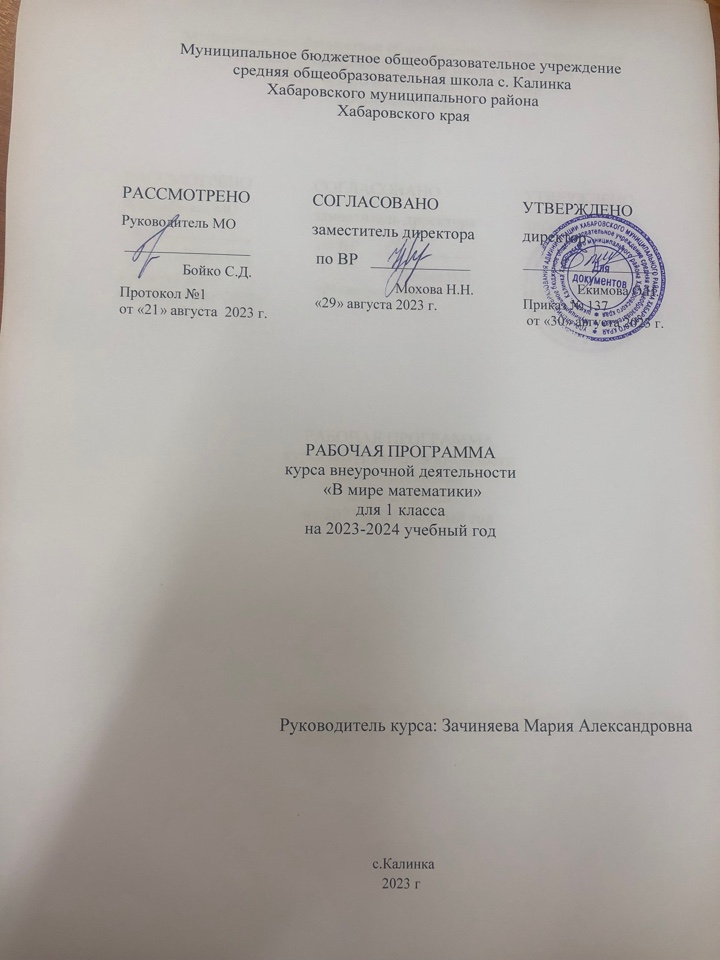 Муниципальное бюджетное общеобразовательное учреждение
средняя общеобразовательная школа с. Калинка
Хабаровского муниципального района
Хабаровского края
РАССМОТРЕНО
Руководитель МО
Бойко С.Д.
Протокол №1
от «21» августа 2023 г.
СОГЛАСОВАНО
заместитель директора
по ВР
Мохова Н.Н.
«29» августа 2023 г.
УТВЕРЖДЕНО
директор
Для
документов
Екимова
Приказ № 137
от «30» августа 2023 г.
РАБОЧАЯ ПРОГРАММА
курса внеурочной деятельности
«В мире математики»
для 1 класса
на 2023-2024 учебный год
Руководитель курса: Зачиняева Мария Александровна
с.Калинка
2023 г